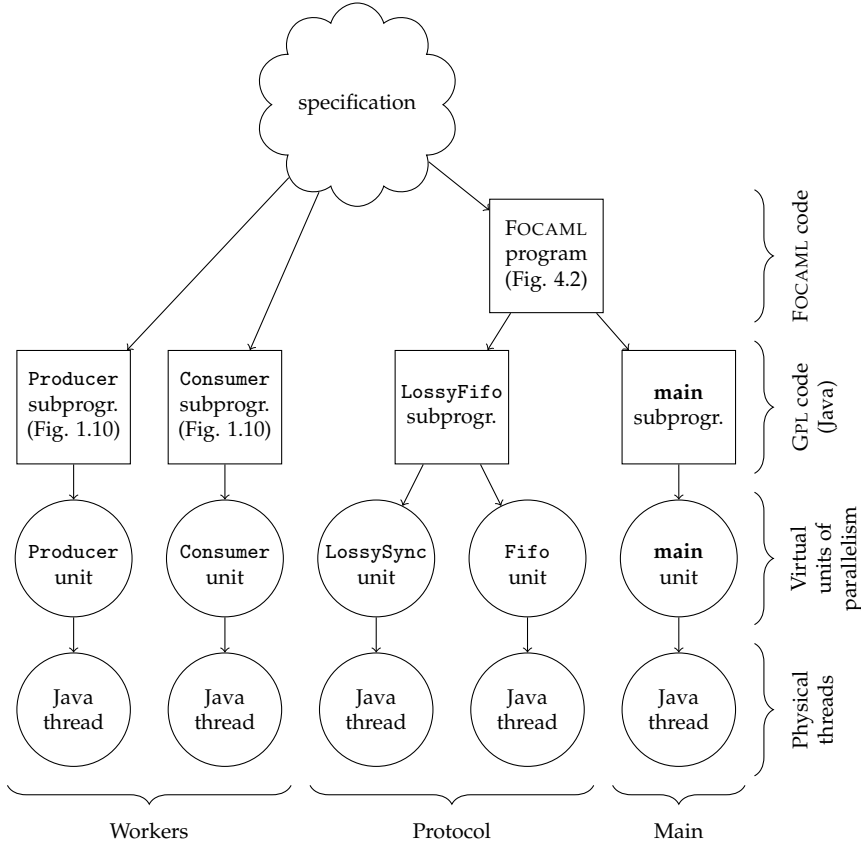 specification
FOCAML
program
(Fig. 4.2)
FOCAML code
Producer
subprogr.
(Fig. 1.10)
Consumer
subprogr.
(Fig. 1.10)
LossyFifo
subprogr.
main
subprogr.
GPL code
(Java)
Producer
unit
Consumer
unit
LossySync
unit
Fifo
unit
main
unit
Virtual
units of
parallelism
Java
thread
Java
thread
Java
thread
Java
thread
Java
thread
Physical
threads
Workers
Protocol
Main